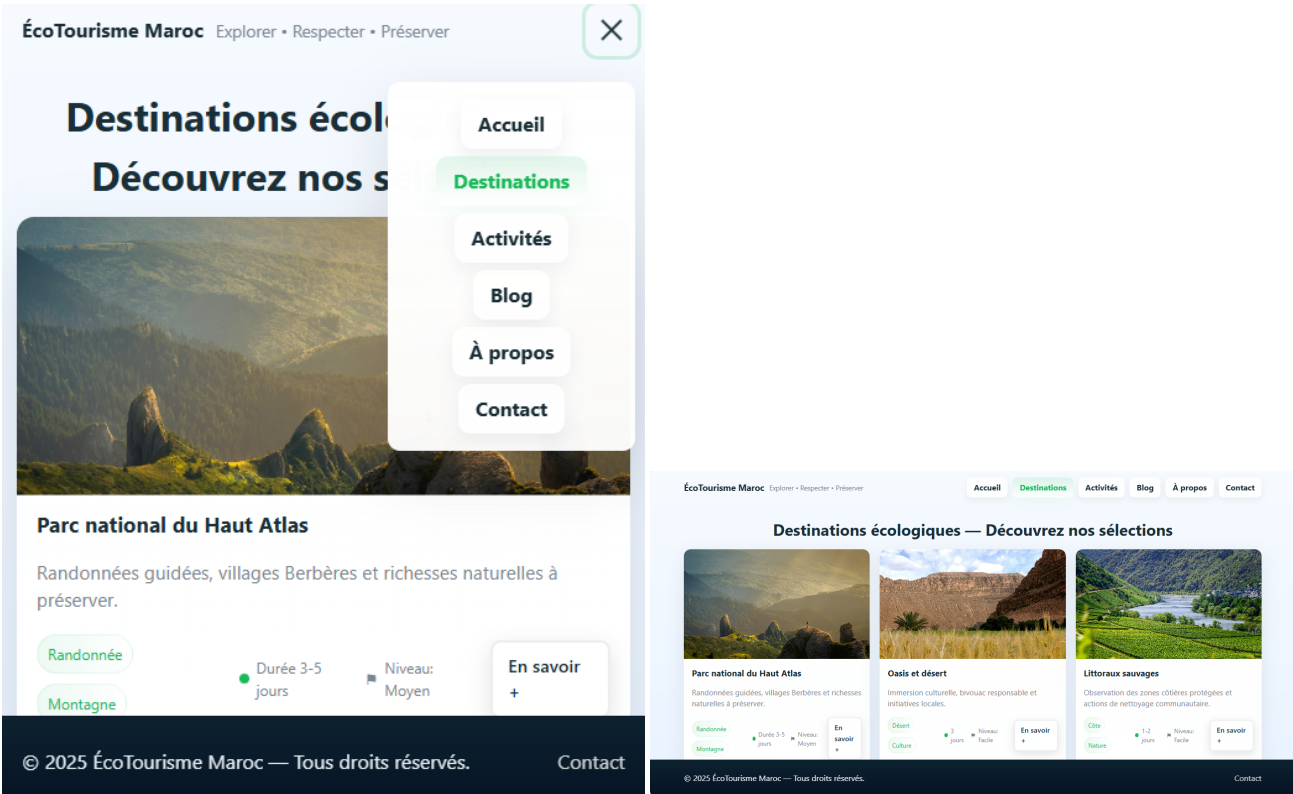 ÉcoTourisme Maroc Explorer • Respecter • Préserver
Destinations écol
Découvrez nos s
Accueil
Destinations
Activités
Blog
À propos
Contact
Parc national du Haut Atlas
Randonnées guidées, villages Berbères et richesses naturelles à
préserver.
Randonnée
Montagne
Durée 3-5
jours
Niveau:
Moyen
En savoir
+
© 2025 ÉcoTourisme Maroc — Tous droits réservés. Contact
ÉcoTourisme Maroc Explorer • Respecter • Préserver Accueil Destinations Activités Blog À propos Contact
Destinations écologiques — Découvrez nos sélections
Parc national du Haut Atlas
Randonnées guidées, villages Berbères et richesses
naturelles à préserver.
Randonnée
Montagne
Durée 3-5
jours
Niveau:
Moyen
En
savoir
+
Oasis et désert
Immersion culturelle, bivouac responsable et
initiatives locales.
Désert
Culture
3
jours
Niveau:
Facile
En savoir
+
Littoraux sauvages
Observation des zones côtières protégées et
actions de nettoyage communautaire.
Côte
Nature
1-2
jours
Niveau:
Facile
En savoir
+
© 2025 ÉcoTourisme Maroc — Tous droits réservés. Contact